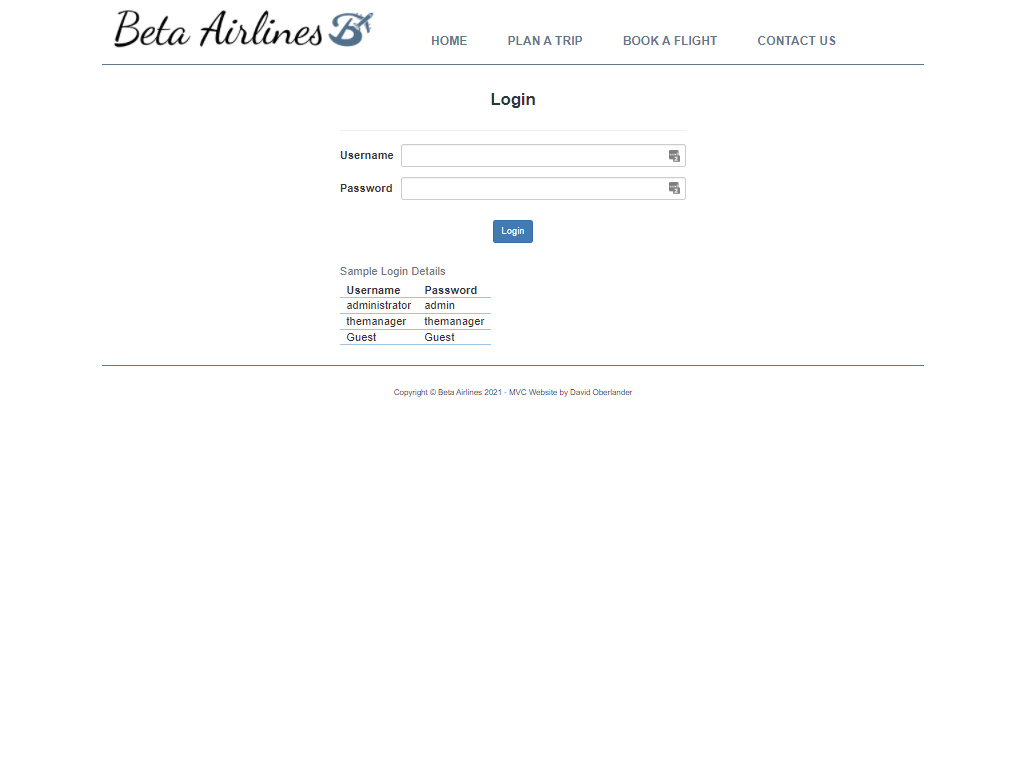 Beta Airlines B
HOME PLAN A TRIP BOOK A FLIGHT CONTACT US
Login
Username
Password
Login
Sample Login Details
Username Password
administrator admin
themanager themanager
Guest Guest
Copyright © Beta Airlines 2021 - MVC Website by David Oberlander